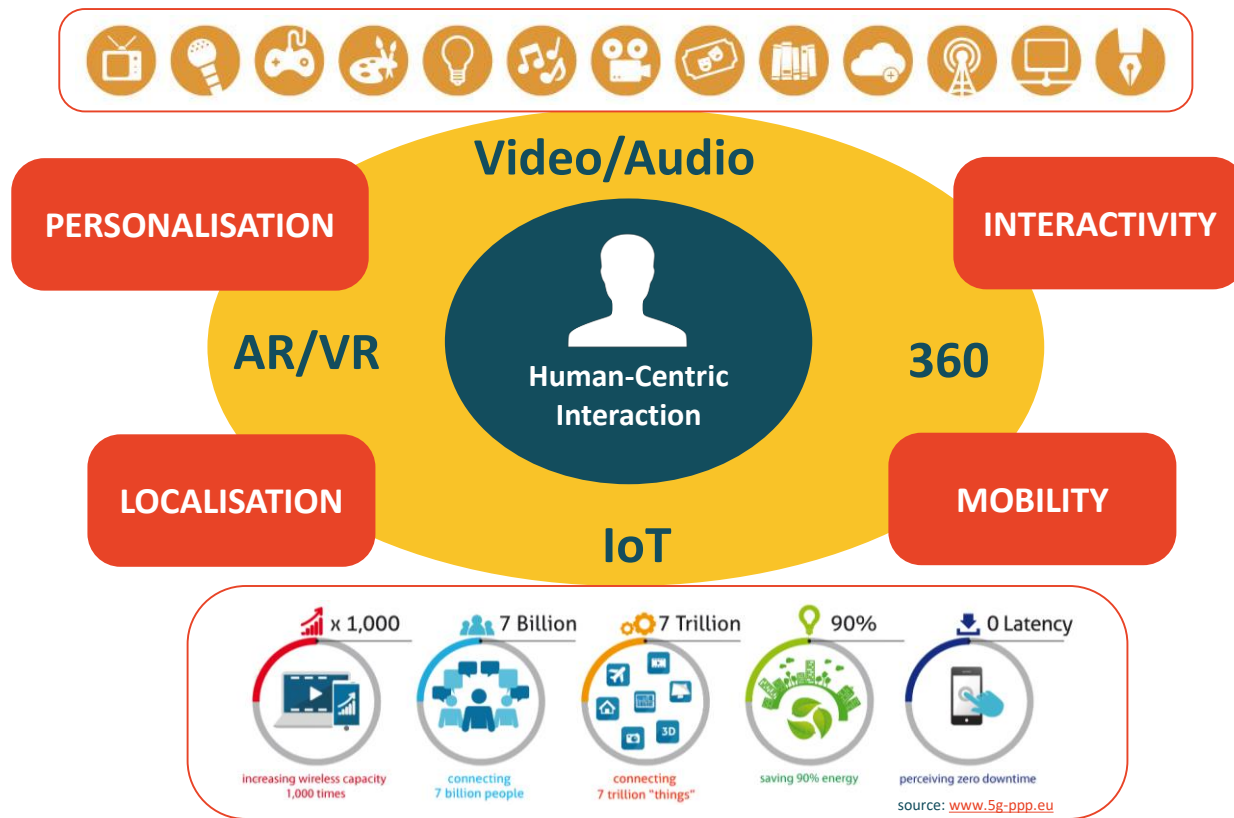 Video/Audio
PERSONALISATION
INTERACTIVITY
AR/VR
360
Human-Centric
Interaction
LOCALISATION
MOBILITY
IoT
x 1,000
7 Billion
7 Trillion
90%
0 Latency
3D
increasing wireless capacity
1,000 times
connecting
7 billion people
connecting
7 trillion "things"
saving 90% energy
perceiving zero downtime
source: www.5g-ppp.eu